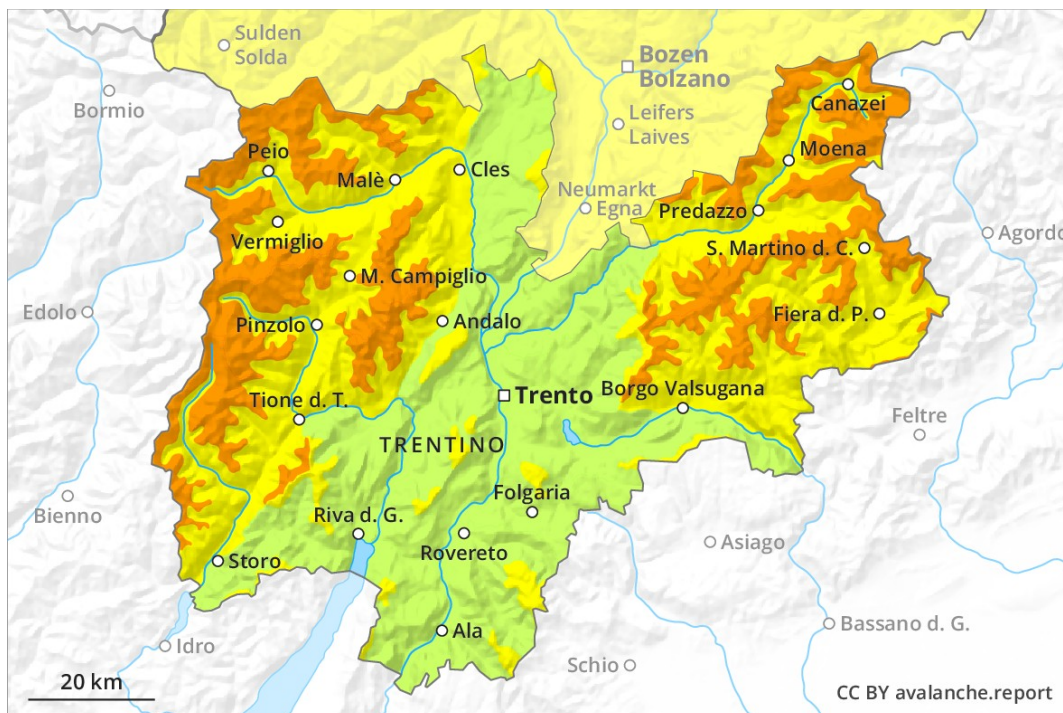 Sulden
Solda
Bozen
Bolzano
Bormio
Canazei
Leifers
Laives
Peio
Moena
Malè
Cles
Neumarkt
Egna
Predazzo
Vermiglio
Agordo
S. Martino d. C.
M. Campiglio
Edolo
Pinzolo
Andalo
Fiera d. P.
Trento
Borgo Valsugana
Tione d. T.
Feltre
TRENTINO
Bienno
Folgaria
Riva d. G.
Rovereto
Asiago
Storo
Bassano d. G.
Ala
Idro
Schio
20 km
CC BY avalanche.report